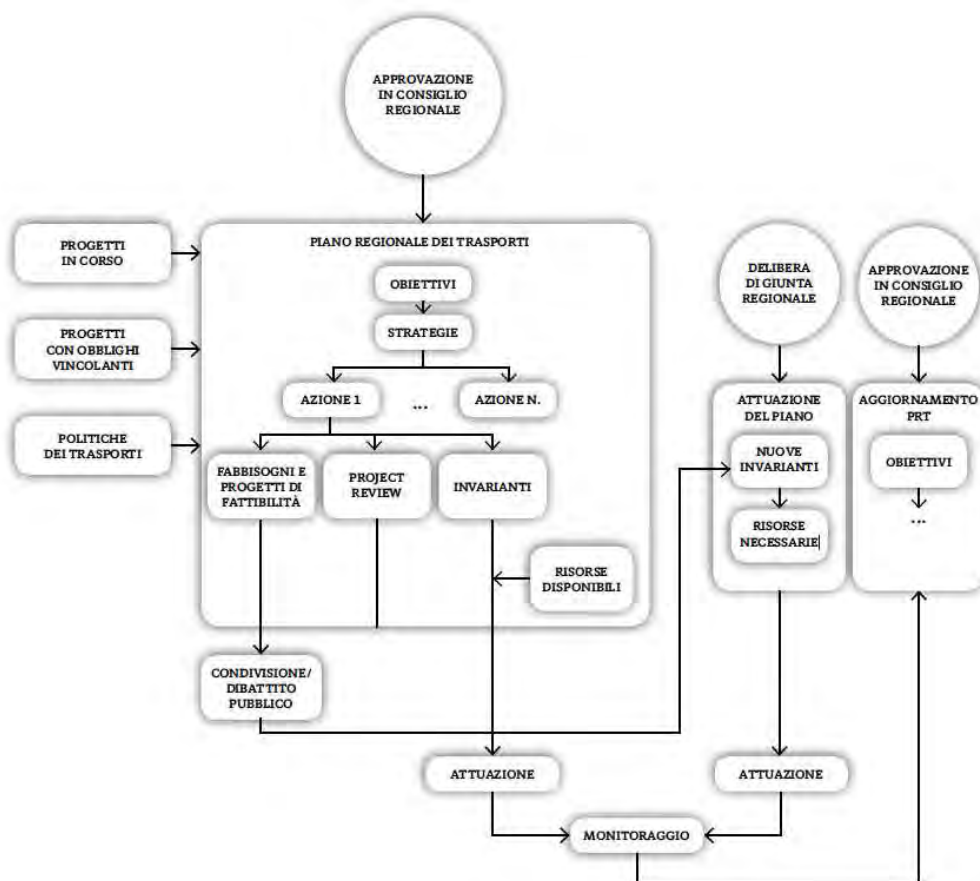 APPROVAZIONE
IN CONSIGLIO
REGIONALE
PROGETTI
IN CORSO
PROGETTI
CON OBBLIGHI
VINCOLANTI
POLITICHE
DEI TRASPORTI
PIANO REGIONALE DEI TRASPORTI
OBIETTIVI
STRATEGIE
AZIONE 1
...
AZIONE N.
FABBISOGNI E
PROGETTI DI
FATTIBILITÀ
PROJECT
REVIEW
INVARIANTI
RISORSE
DISPONIBILI
DELIBERA
DI GIUNTA
REGIONALE
APPROVAZIONE
IN CONSIGLIO
REGIONALE
ATTUAZIONE
DEL PIANO
NUOVE
INVARIANTI
RISORSE
NECESSARIE
AGGIORNAMENTO
PRT
OBIETTIVI
...
CONDIVISIONE/
DIBATTITO
PUBBLICO
ATTUAZIONE
ATTUAZIONE
MONITORAGGIO